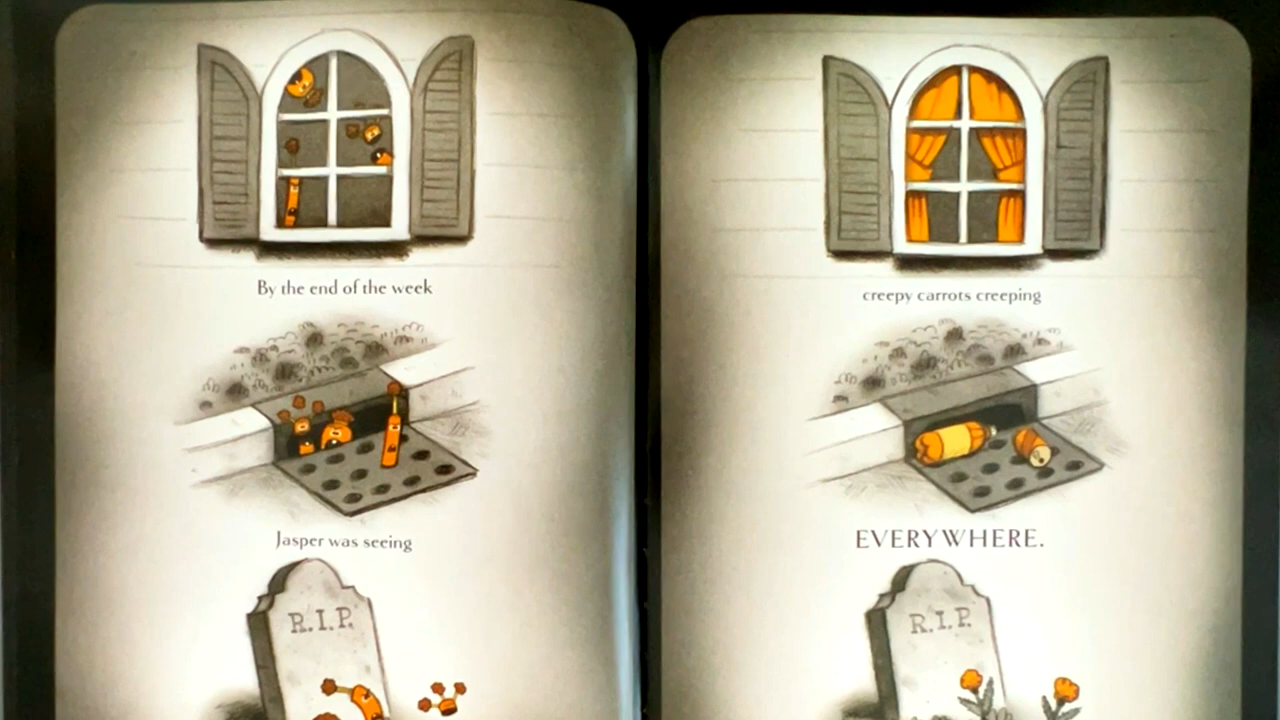 By the end of the week
Jasper was seeing
R.I.P.
creepy carrots creeping
EVERYWHERE.
R.I.P.